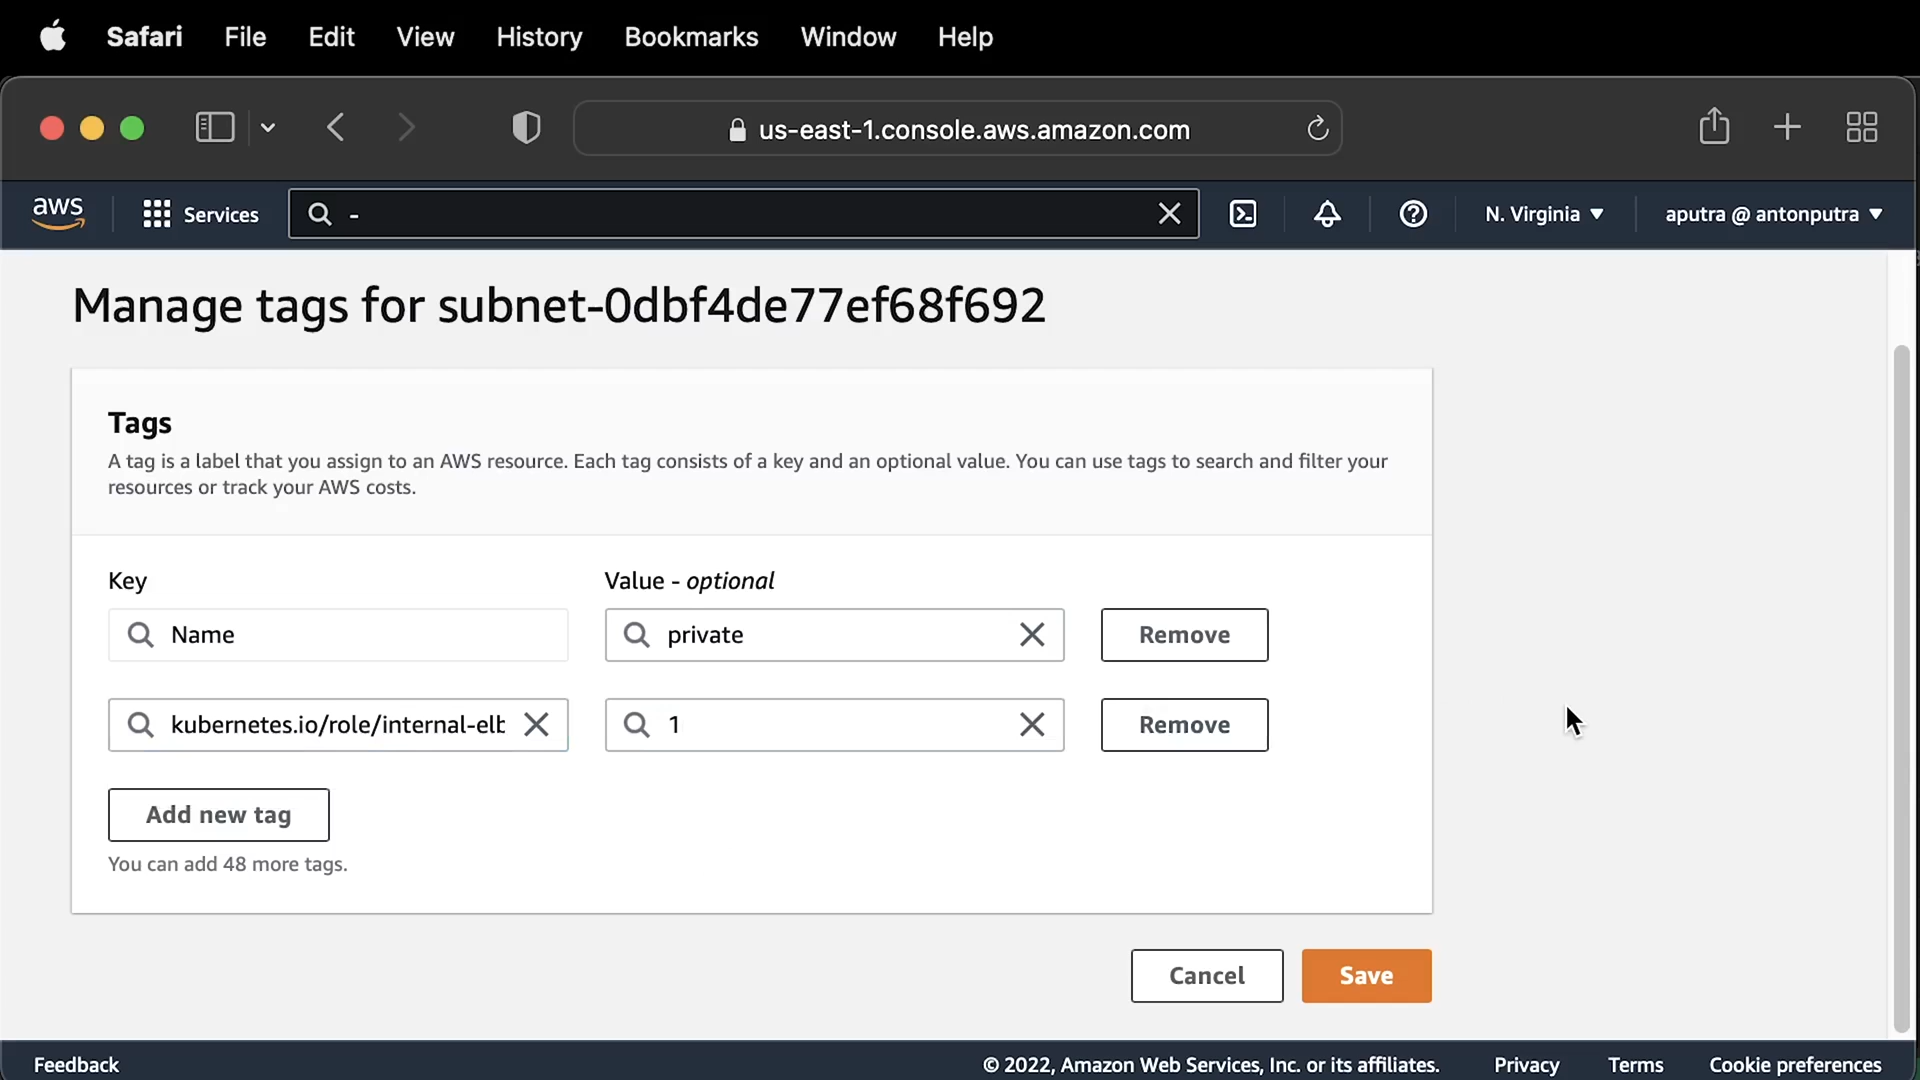 Safari File Edit View History Bookmarks Window Help
us-east-1.console.aws.amazon.com
aws Services - N. Virginia ▼ aputra @ antonputra ▼
Manage tags for subnet-0dbf4de77ef68f692
Tags
A tag is a label that you assign to an AWS resource. Each tag consists of a key and an optional value. You can use tags to search and filter your
resources or track your AWS costs.
Key Value - optional
Name private Remove
kubernetes.io/role/internal-elb 1 Remove
Add new tag
You can add 48 more tags.
Cancel Save
Feedback © 2022, Amazon Web Services, Inc. or its affiliates. Privacy Terms Cookie preferences